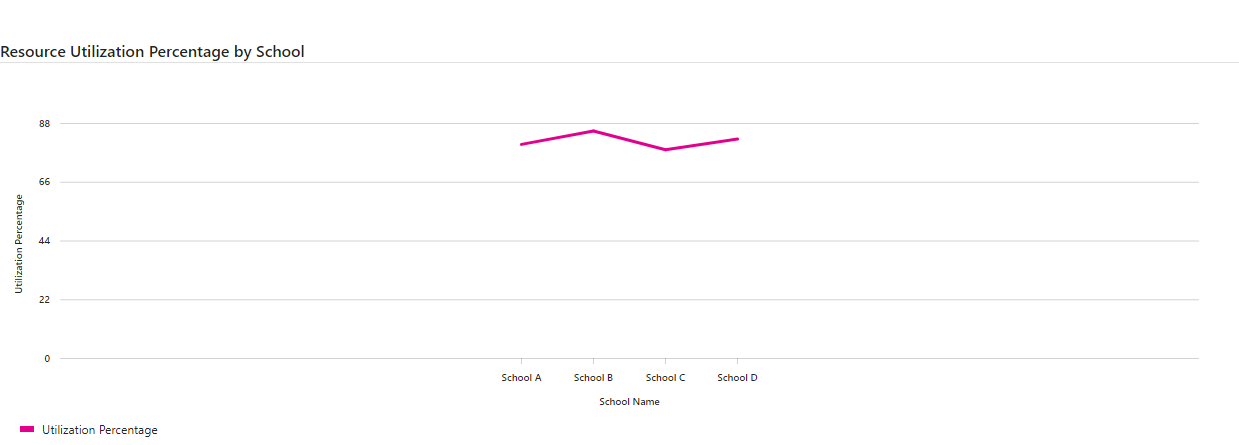 Resource Utilization Percentage by School
88
66
44
22
0
Utilization Percentage
School A School B School C School D
School Name
Utilization Percentage